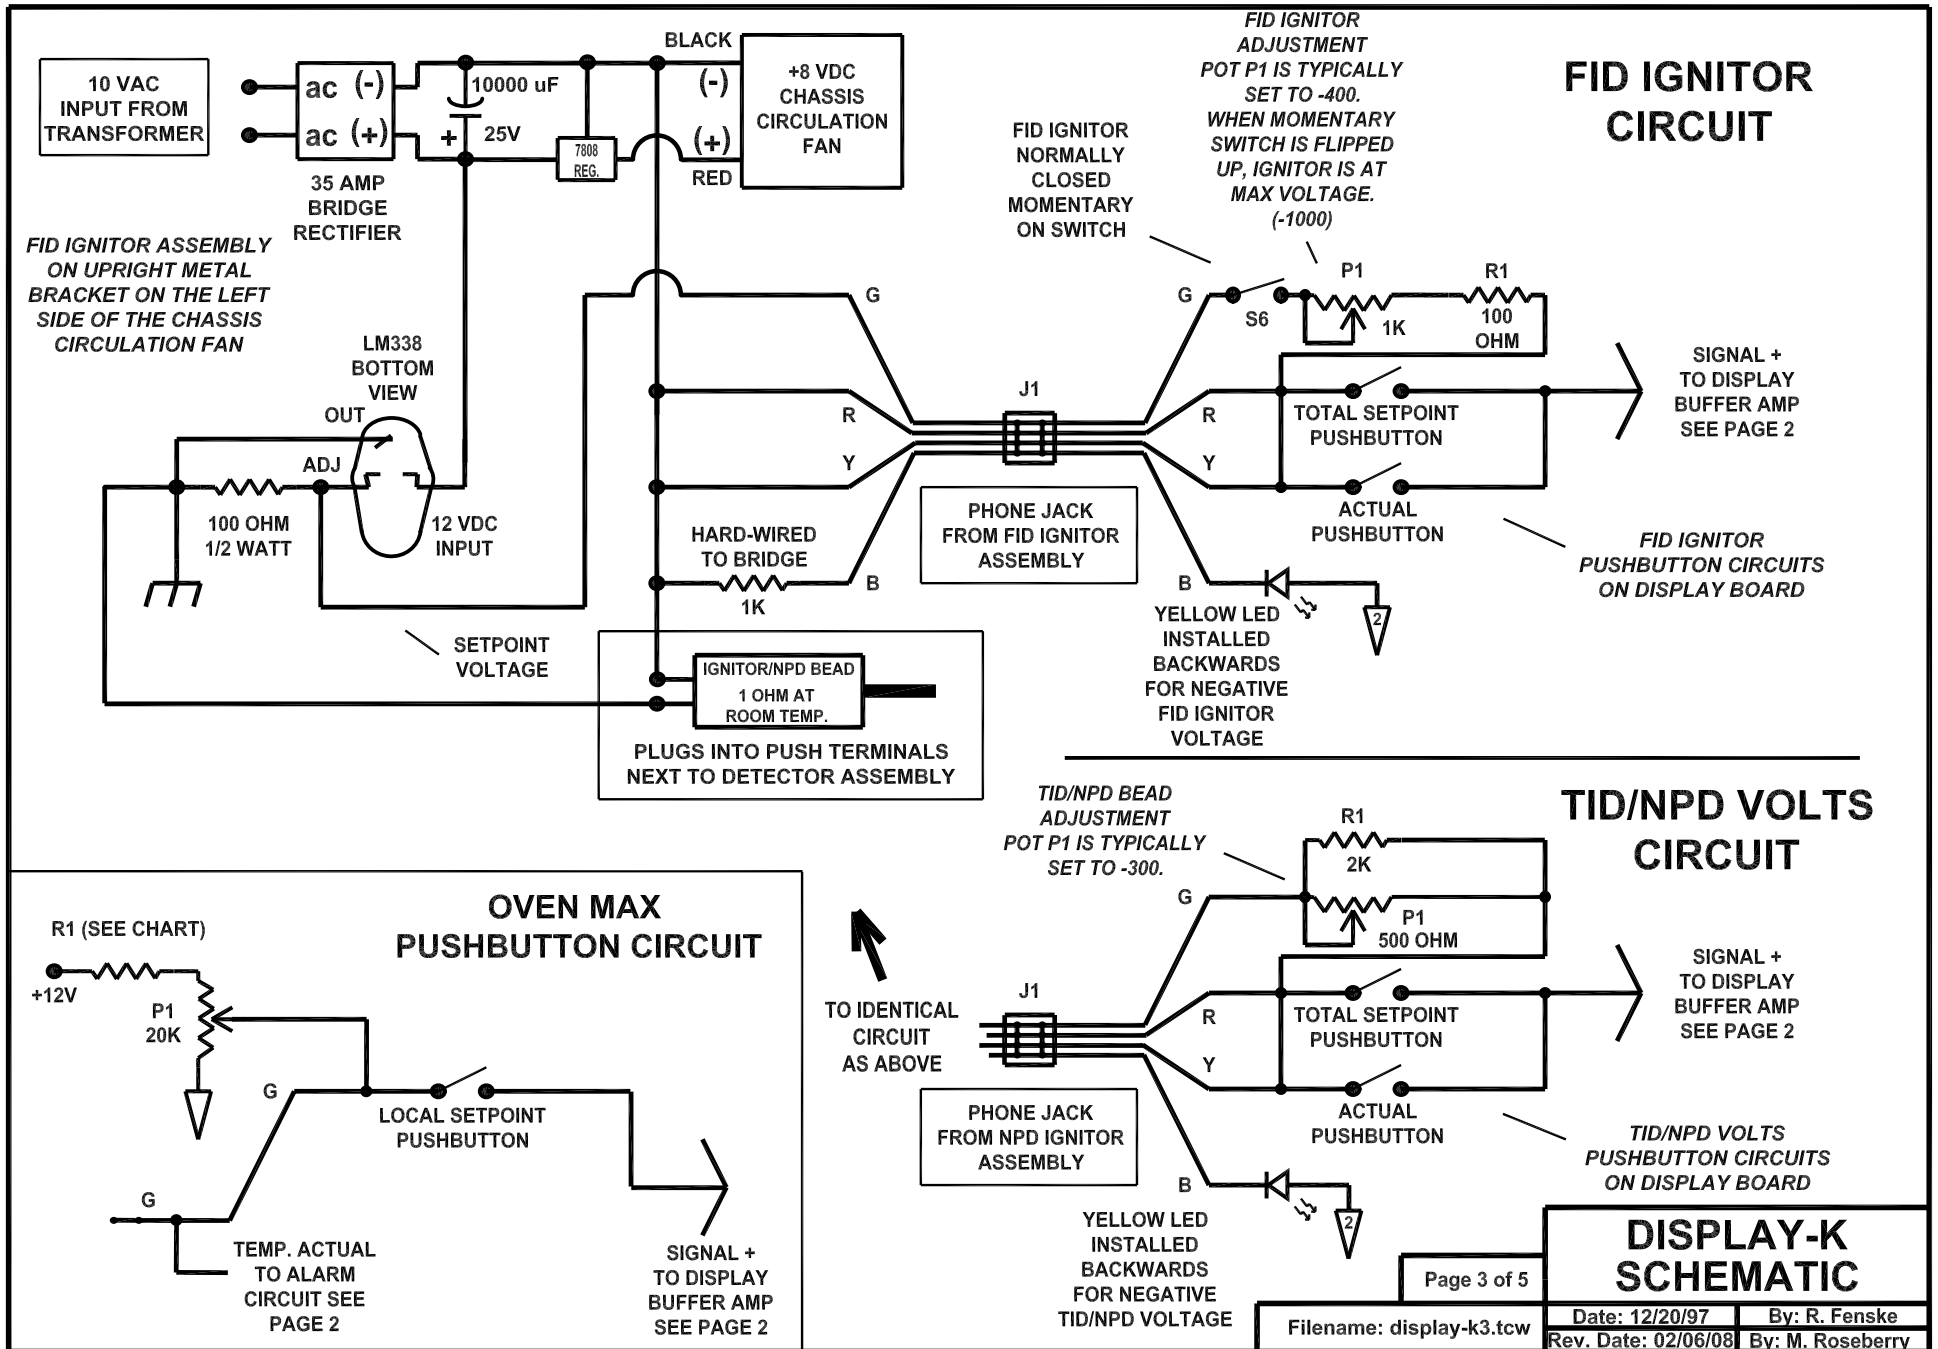 10 VAC
INPUT FROM
TRANSFORMER
ac (-)
ac (+)
35 AMP
BRIDGE
RECTIFIER
10000 uF
+ 25V
7808
REG.
BLACK
(-)
(+)
RED
+8 VDC
CHASSIS
CIRCULATION
FAN
FID IGNITOR
NORMALLY
CLOSED
MOMENTARY
ON SWITCH
FID IGNITOR
ADJUSTMENT
POT P1 IS TYPICALLY
SET TO -400.
WHEN MOMENTARY
SWITCH IS FLIPPED
UP, IGNITOR IS AT
MAX VOLTAGE.
(-1000)
FID IGNITOR
CIRCUIT
FID IGNITOR ASSEMBLY
ON UPRIGHT METAL
BRACKET ON THE LEFT
SIDE OF THE CHASSIS
CIRCULATION FAN
LM338
BOTTOM
VIEW
OUT
ADJ
100 OHM
1/2 WATT
12 VDC
INPUT
SETPOINT
VOLTAGE
G
R
Y
B
HARD-WIRED
TO BRIDGE
1K
IGNITOR/NPD BEAD
1 OHM AT
ROOM TEMP.
PLUGS INTO PUSH TERMINALS
NEXT TO DETECTOR ASSEMBLY
J1
PHONE JACK
FROM FID IGNITOR
ASSEMBLY
G
R
Y
B
S6
P1
1K
R1
100
OHM
TOTAL SETPOINT
PUSHBUTTON
ACTUAL
PUSHBUTTON
SIGNAL +
TO DISPLAY
BUFFER AMP
SEE PAGE 2
FID IGNITOR
PUSHBUTTON CIRCUITS
ON DISPLAY BOARD
2
YELLOW LED
INSTALLED
BACKWARDS
FOR NEGATIVE
FID IGNITOR
VOLTAGE
TID/NPD BEAD
ADJUSTMENT
POT P1 IS TYPICALLY
SET TO -300.
TID/NPD VOLTS
CIRCUIT
R1
2K
P1
500 OHM
G
R
Y
B
J1
TO IDENTICAL
CIRCUIT
AS ABOVE
PHONE JACK
FROM NPD IGNITOR
ASSEMBLY
TOTAL SETPOINT
PUSHBUTTON
ACTUAL
PUSHBUTTON
SIGNAL +
TO DISPLAY
BUFFER AMP
SEE PAGE 2
TID/NPD VOLTS
PUSHBUTTON CIRCUITS
ON DISPLAY BOARD
2
YELLOW LED
INSTALLED
BACKWARDS
FOR NEGATIVE
TID/NPD VOLTAGE
OVEN MAX
PUSHBUTTON CIRCUIT
R1 (SEE CHART)
+12V
P1
20K
G
LOCAL SETPOINT
PUSHBUTTON
G
TEMP. ACTUAL
TO ALARM
CIRCUIT SEE
PAGE 2
SIGNAL +
TO DISPLAY
BUFFER AMP
SEE PAGE 2
DISPLAY-K
SCHEMATIC
Page 3 of 5
Filename: display-k3.tcw
Date: 12/20/97
By: R. Fenske
Rev. Date: 02/06/08
By: M. Roseberry